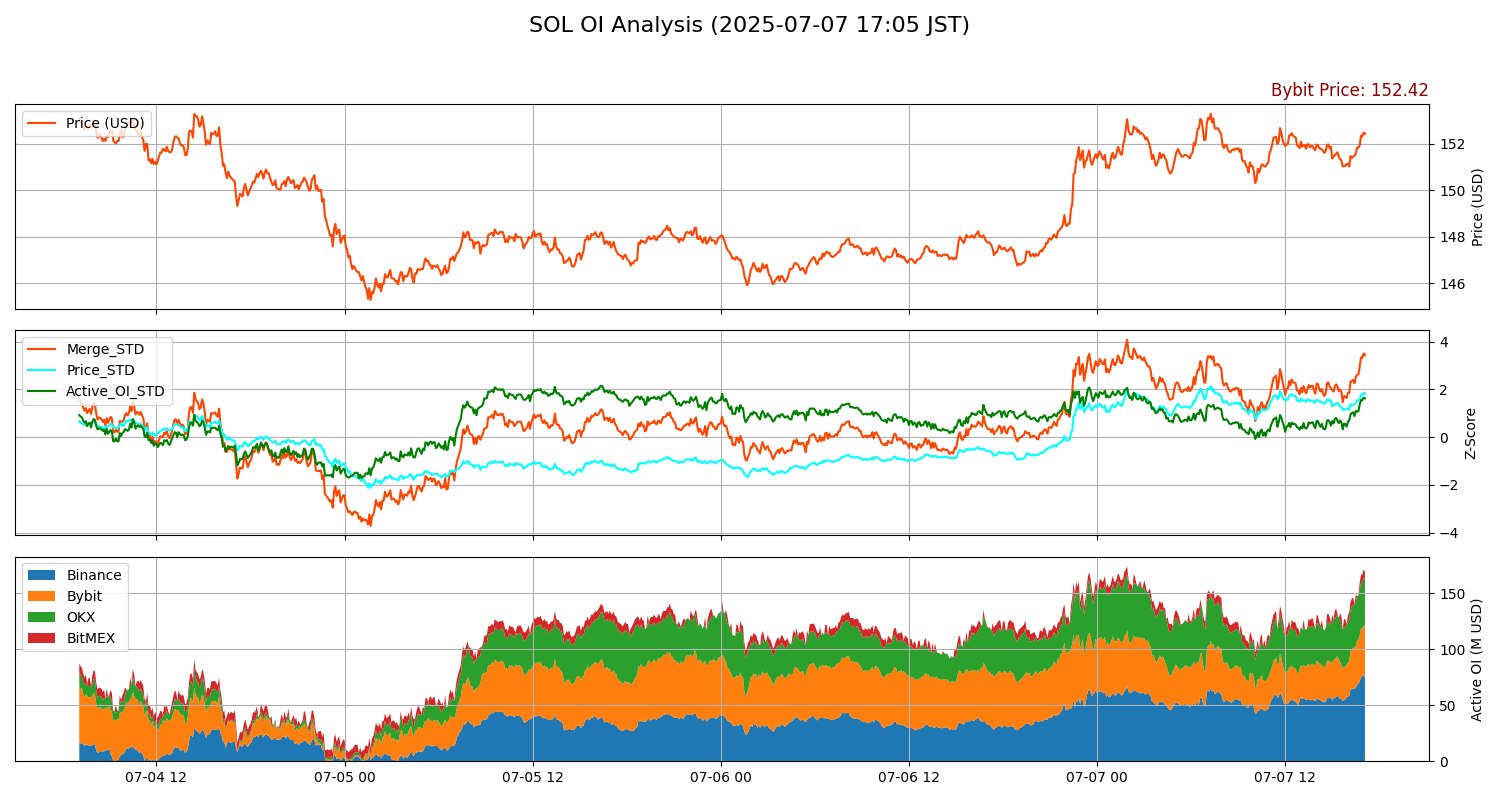 SOL OI Analysis (2025-07-07 17:05 JST)
Bybit Price: 152.42
Price (USD)
152
150
148
146
Price (USD)
Merge_STD
Price_STD
Active_OI_STD
4
2
0
−2
−4
Z-Score
Binance
Bybit
OKX
BitMEX
150
100
50
0
Active OI (M USD)
07-04 12
07-05 00
07-05 12
07-06 00
07-06 12
07-07 00
07-07 12